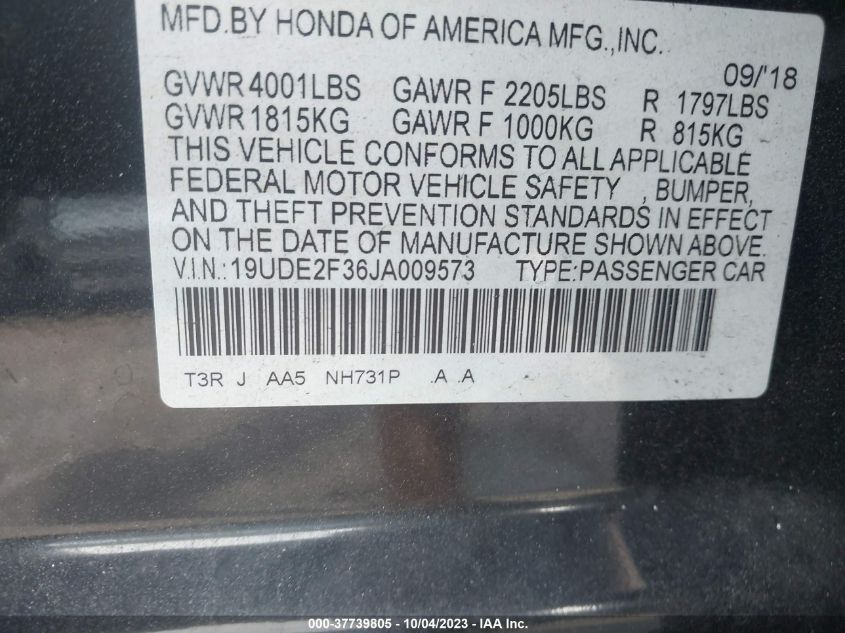 MFD.BY HONDA OF AMERICA MFG.,INC.
09/'18
GVWR 4001LBS GAWR F 2205LBS R 1797LBS
GVWR 1815KG GAWR F 1000KG R 815KG
THIS VEHICLE CONFORMS TO ALL APPLICABLE
FEDERAL MOTOR VEHICLE SAFETY , BUMPER,
AND THEFT PREVENTION STANDARDS IN EFFECT
ON THE DATE OF MANUFACTURE SHOWN ABOVE.
V.I.N.: 19UDE2F36JA009573 TYPE:PASSENGER CAR
T3R J AA5 NH731P .A .A
000-37739805 - 10/04/2023 - IAA Inc.